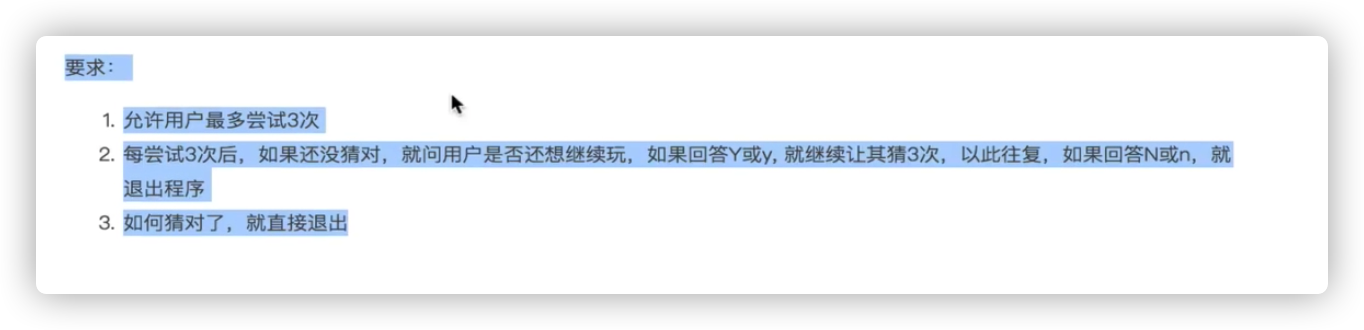 要求：
1. 允许用户最多尝试3次
2. 每尝试3次后，如果还没猜对，就问用户是否还想继续玩，如果回答Y或y, 就继续让其猜3次，以此往复，如果回答N或n，就
退出程序
3. 如何猜对了，就直接退出